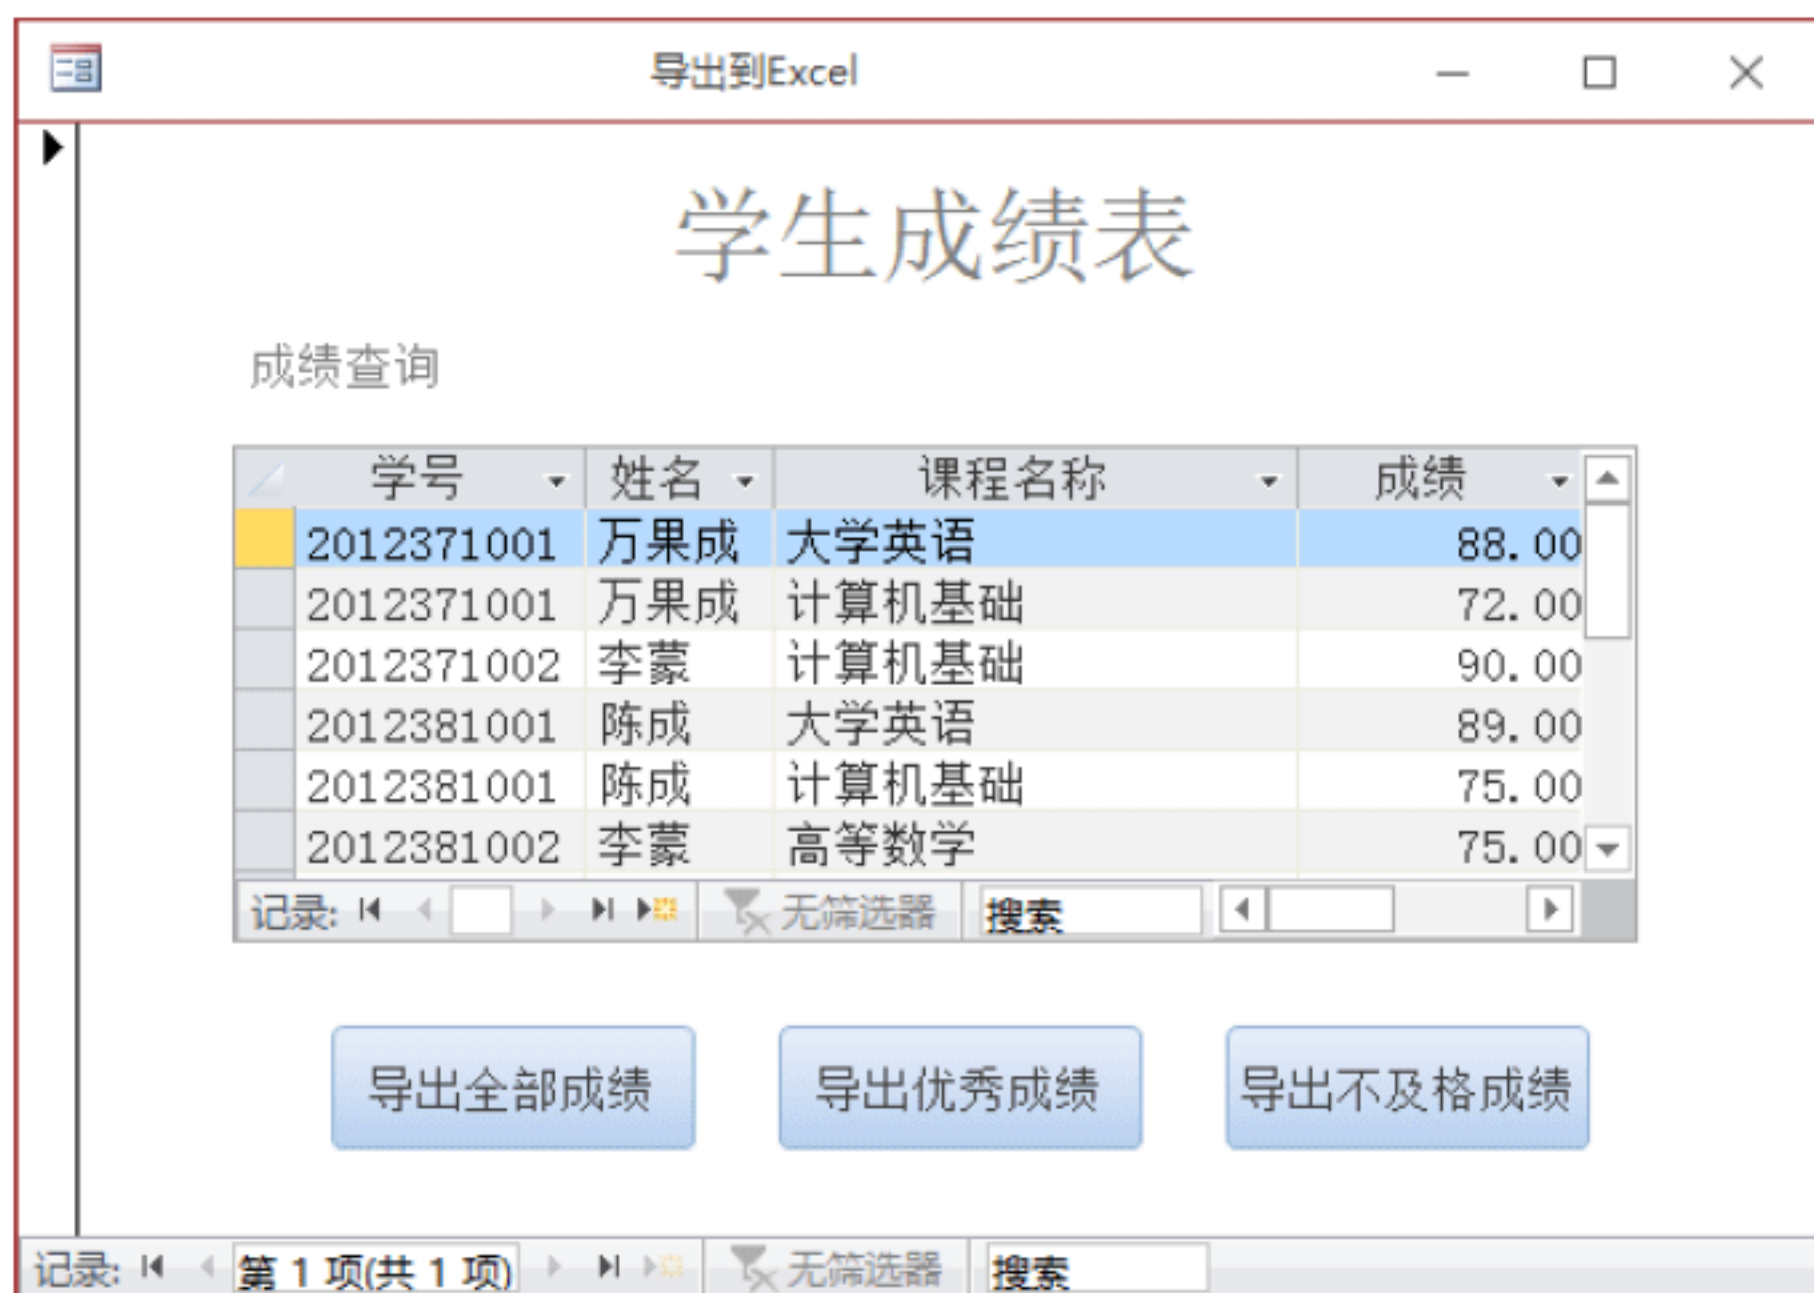 导出到Excel
学生成绩表
成绩查询
学号 姓名 课程名称 成绩
2012371001 万果成 大学英语 88.00
2012371001 万果成 计算机基础 72.00
2012371002 李蒙 计算机基础 90.00
2012381001 陈成 大学英语 89.00
2012381001 陈成 计算机基础 75.00
2012381002 李蒙 高等数学 75.00
记录: 无筛选器 搜索
导出全部成绩 导出优秀成绩 导出不及格成绩
记录: 第 1 项(共 1 项) 无筛选器 搜索